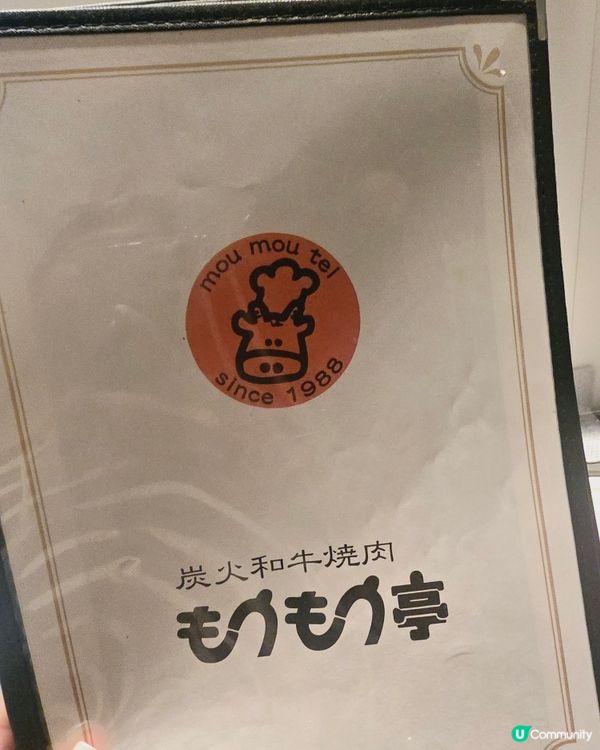 mou mou tei
since 1988
炭火和牛焼肉
もうもう亭
U Community